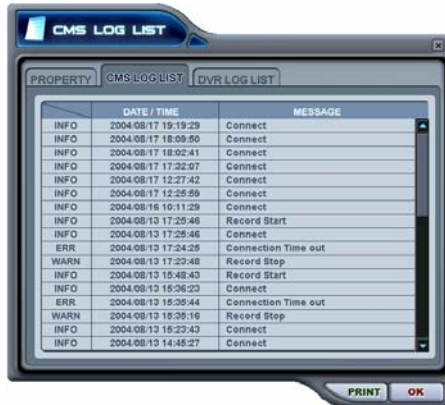 CMS LOG LIST
PROPERTY CMS LOG LIST DVR LOG LIST
DATE / TIME MESSAGE
INFO 2004/08/17 19:19:29 Connect
INFO 2004/08/17 18:09:50 Connect
INFO 2004/08/17 18:02:41 Connect
INFO 2004/08/17 17:32:07 Connect
INFO 2004/08/17 12:27:42 Connect
INFO 2004/08/17 12:25:59 Connect
INFO 2004/08/16 10:11:29 Connect
INFO 2004/08/13 17:25:46 Record Start
INFO 2004/08/13 17:25:46 Connect
ERR 2004/08/13 17:24:25 Connection Time out
WARN 2004/08/13 17:23:48 Record Stop
INFO 2004/08/13 15:48:43 Record Start
INFO 2004/08/13 15:36:23 Connect
ERR 2004/08/13 15:35:44 Connection Time out
WARN 2004/08/13 15:35:16 Record Stop
INFO 2004/08/13 15:23:43 Connect
INFO 2004/08/13 14:45:27 Connect
PRINT OK